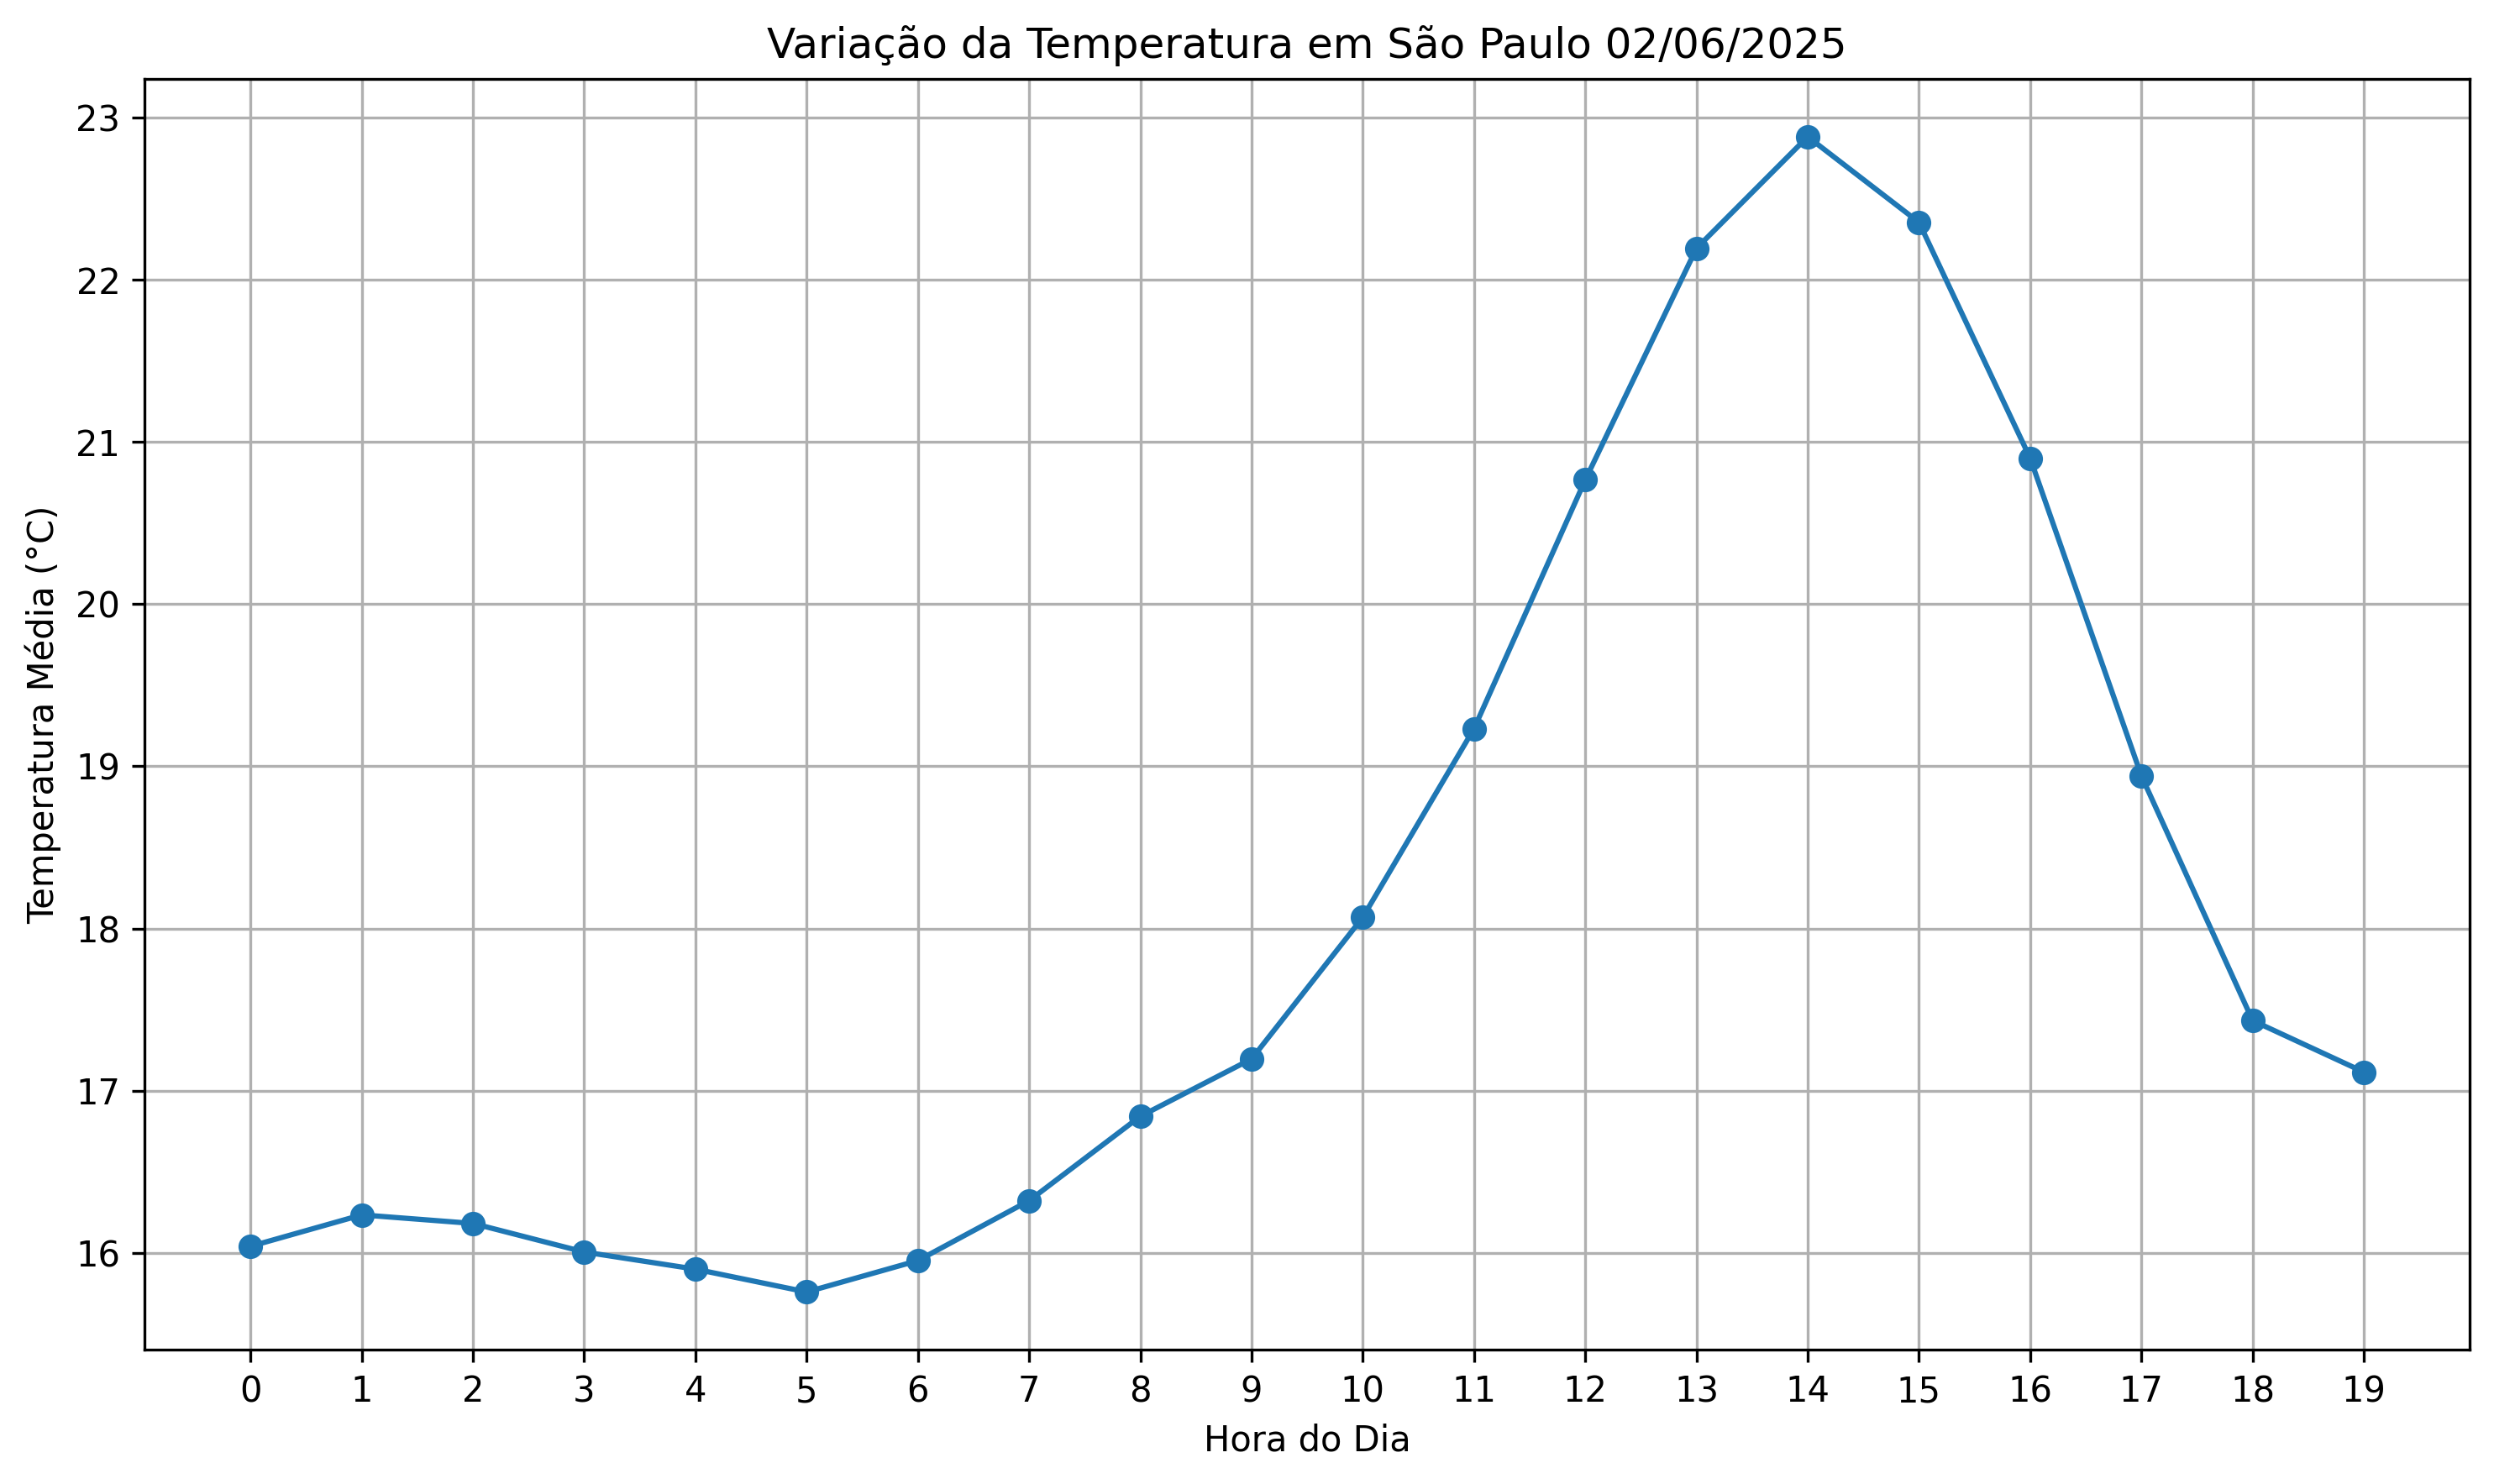 Variação da Temperatura em São Paulo 02/06/2025
Temperatura Média (°C)
23
22
21
20
19
18
17
16
0 1 2 3 4 5 6 7 8 9 10 11 12 13 14 15 16 17 18 19
Hora do Dia